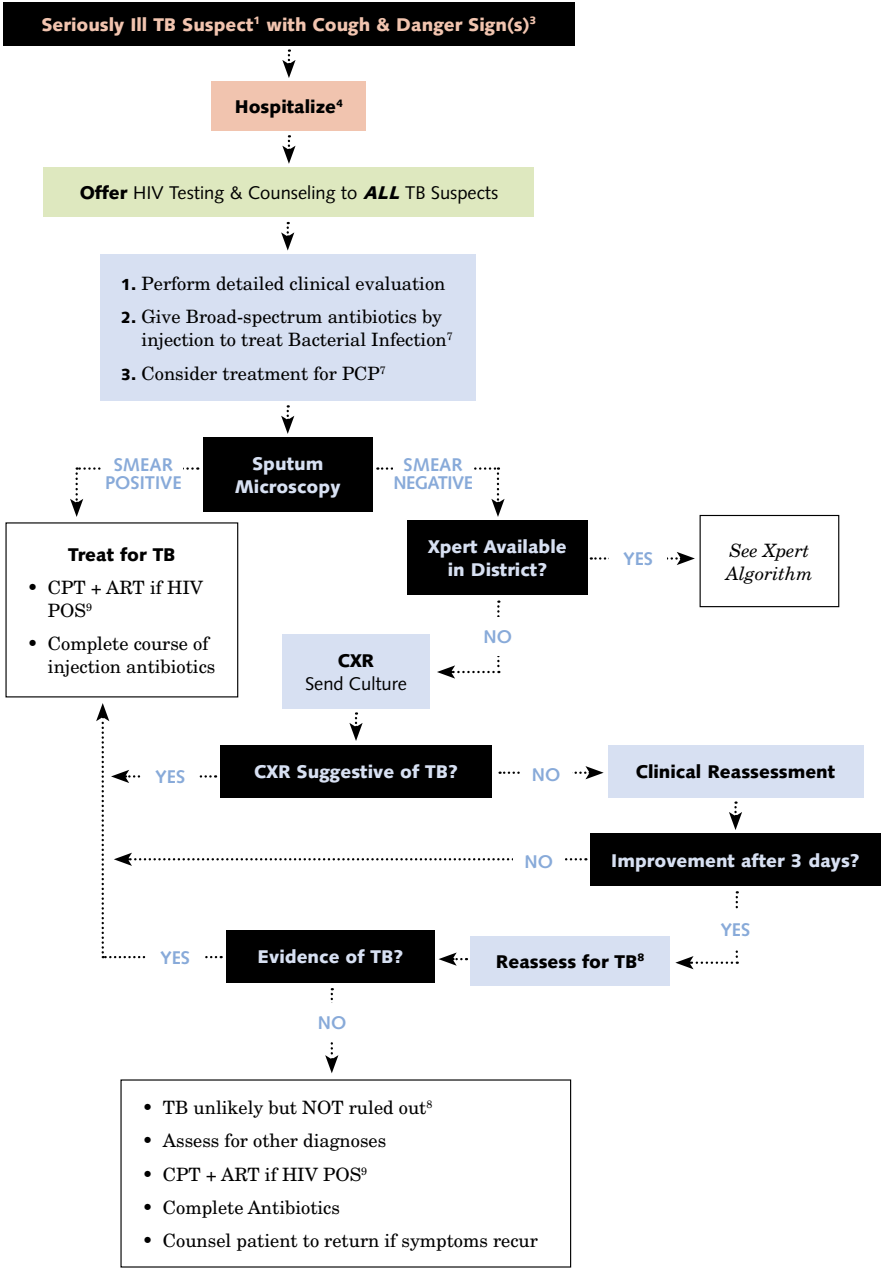 Seriously Ill TB Suspect¹ with Cough & Danger Sign(s)³
Hospitalize⁴
Offer HIV Testing & Counseling to ALL TB Suspects
1. Perform detailed clinical evaluation
2. Give Broad-spectrum antibiotics by
injection to treat Bacterial Infection⁷
3. Consider treatment for PCP⁷
SMEAR
POSITIVE
Sputum
Microscopy
SMEAR
NEGATIVE
Treat for TB
• CPT + ART if HIV
POS⁹
• Complete course of
injection antibiotics
Xpert Available
in District?
YES
See Xpert
Algorithm
NO
CXR
Send Culture
YES
CXR Suggestive of TB?
NO
Clinical Reassessment
NO
Improvement after 3 days?
YES
YES
Evidence of TB?
Reassess for TB⁸
NO
• TB unlikely but NOT ruled out⁸
• Assess for other diagnoses
• CPT + ART if HIV POS⁹
• Complete Antibiotics
• Counsel patient to return if symptoms recur